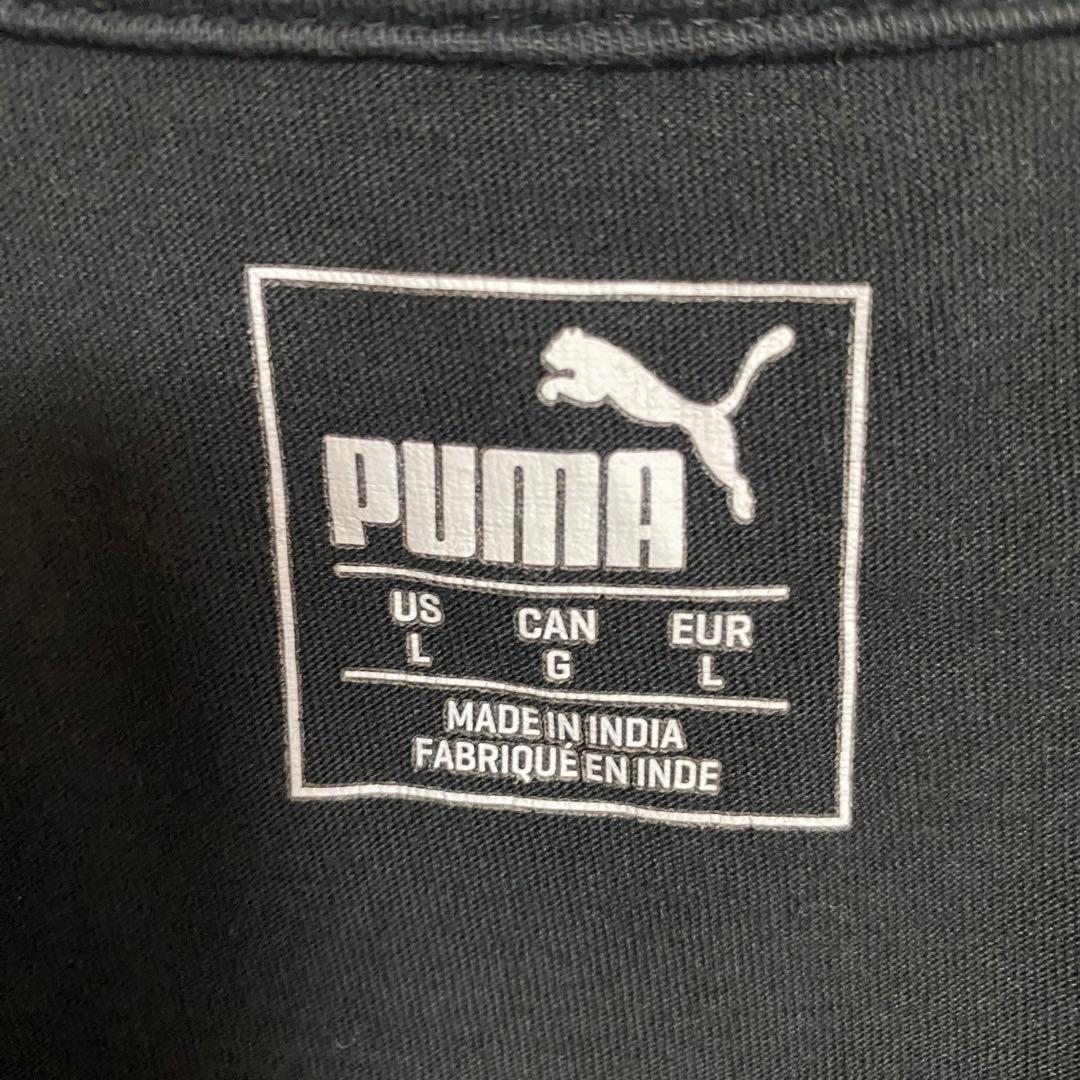 PUMA
US CAN EUR
L G L
MADE IN INDIA
FABRIQUÉ EN INDE